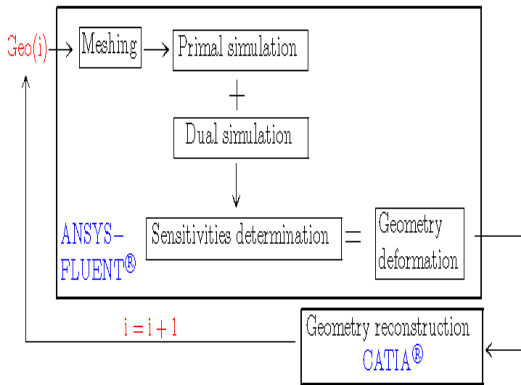 Geo(i)
Meshing
Primal simulation
+
Dual simulation
ANSYS–
FLUENT®
Sensitivities determination
=
Geometry
deformation
i = i + 1
Geometry reconstruction
CATIA®